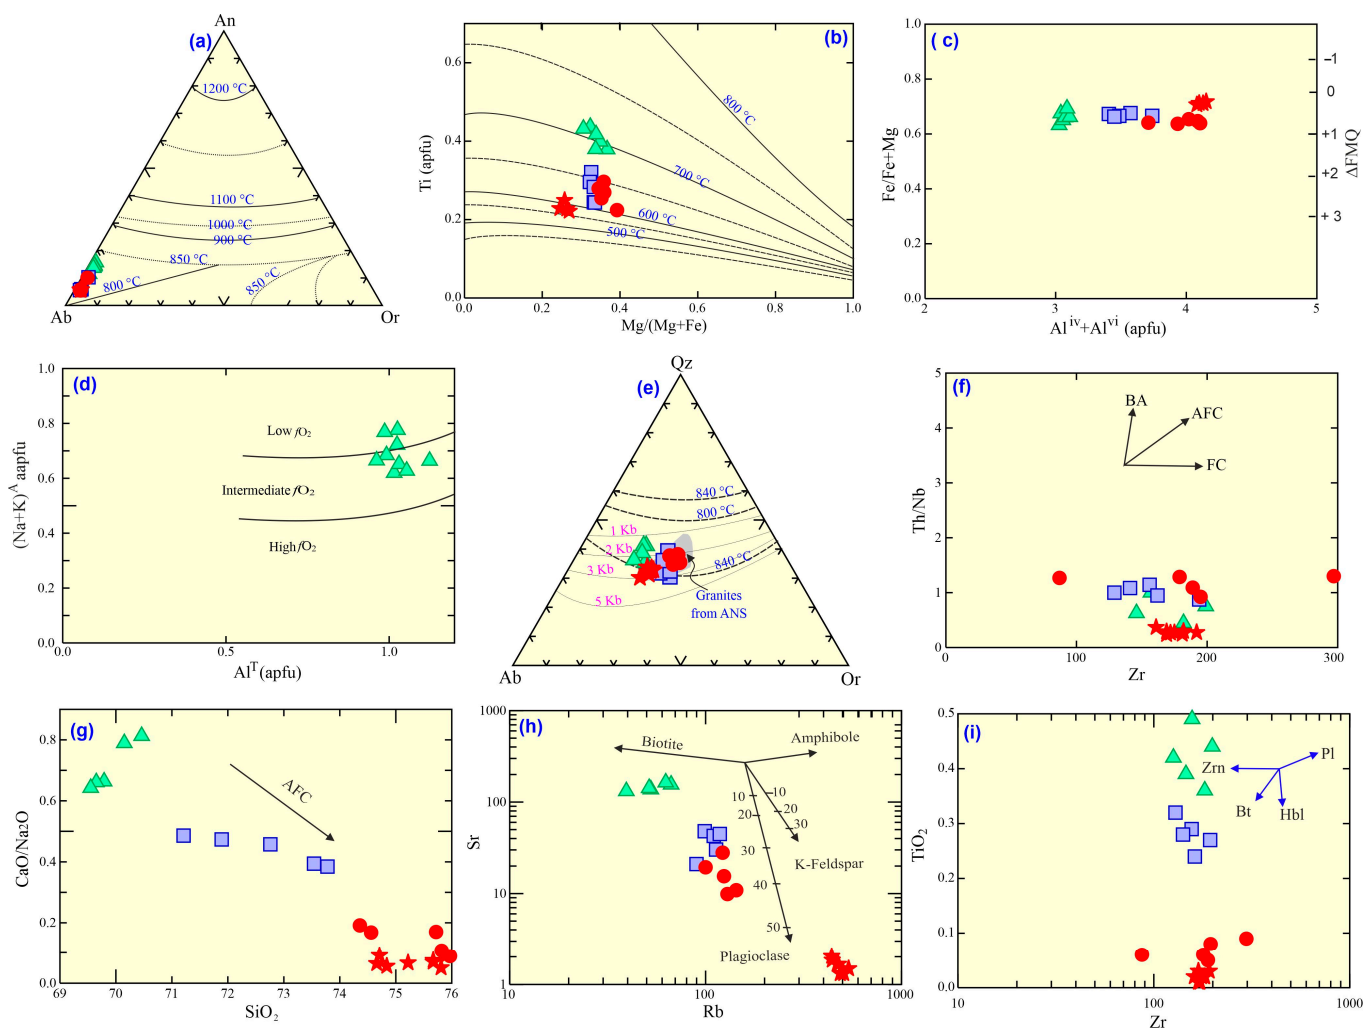 An
(a)
1200 °C
1100 °C
1000 °C
900 °C
850 °C
800 °C
850 °C
Ab
Or
(b)
0.6
0.4
0.2
0.0
Ti (apfu)
800 °C
700 °C
600 °C
500 °C
0.0
0.2
0.4
0.6
0.8
1.0
Mg/(Mg+Fe)
( c)
1.0
0.8
0.6
0.4
0.2
0.0
Fe/Fe+Mg
−1
0
+1
+2
+3
ΔFMQ
2
3
4
5
Al^iv+Al^vi (apfu)
(d)
1.0
0.8
0.6
0.4
0.2
0.0
(Na+K)^A aapfu
Low fO₂
Intermediate fO₂
High fO₂
0.0
0.5
1.0
Al^T (apfu)
Qz
(e)
840 °C
800 °C
1 Kb
2 Kb
3 Kb
5 Kb
840 °C
Granites
from ANS
Ab
Or
(f)
5
4
3
2
1
0
Th/Nb
BA
AFC
FC
0
100
200
300
Zr
(g)
0.8
0.6
0.4
0.2
0.0
CaO/Na₂O
AFC
69
70
71
72
73
74
75
76
SiO₂
(h)
1000
100
10
1
Sr
Biotite
Amphibole
10
20
30
40
50
10
20
30
K-Feldspar
Plagioclase
10
100
1000
Rb
(i)
0.5
0.4
0.3
0.2
0.1
0
TiO₂
Zrn
Pl
Bt
Hbl
10
100
1000
Zr